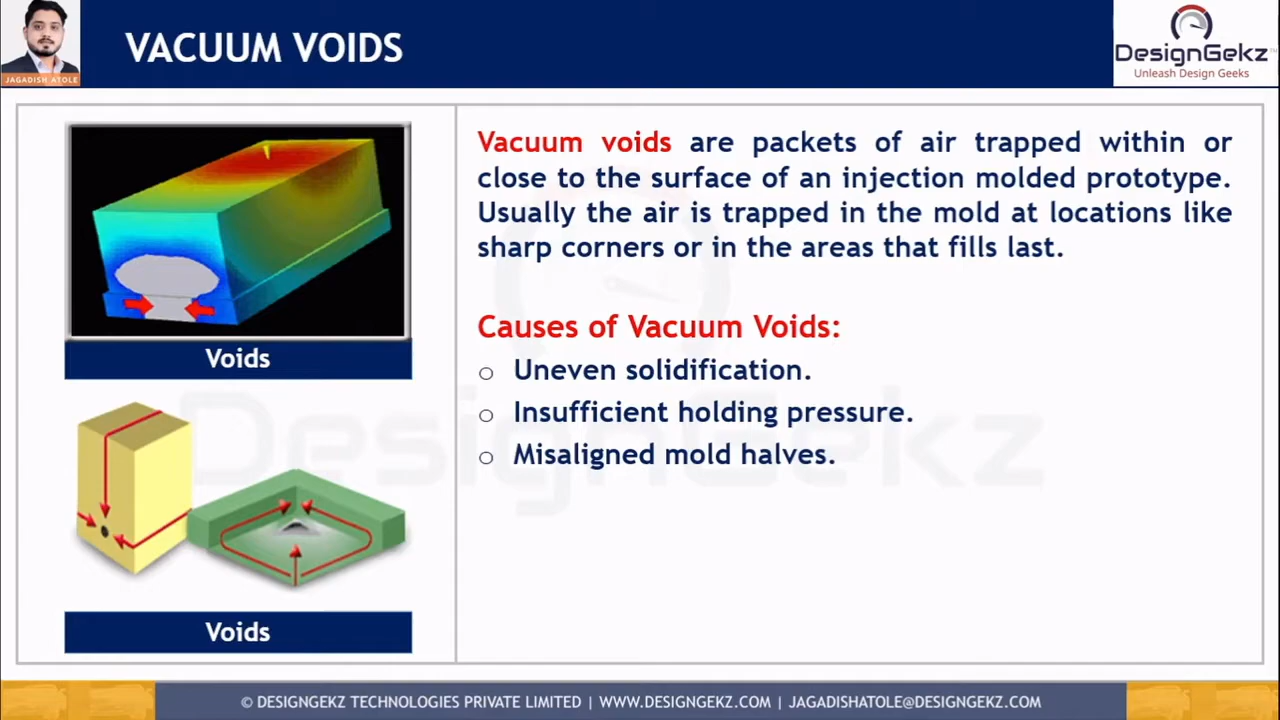 VACUUM VOIDS
JAGADISH ATOLE
DesignGekz
Unleash Design Geeks
Voids
Voids
Vacuum voids are packets of air trapped within or
close to the surface of an injection molded prototype.
Usually the air is trapped in the mold at locations like
sharp corners or in the areas that fills last.
Causes of Vacuum Voids:
Uneven solidification.
Insufficient holding pressure.
Misaligned mold halves.
DesignGekz
© DESIGNGEKZ TECHNOLOGIES PRIVATE LIMITED | WWW.DESIGNGEKZ.COM | JAGADISHATOLE@DESIGNGEKZ.COM